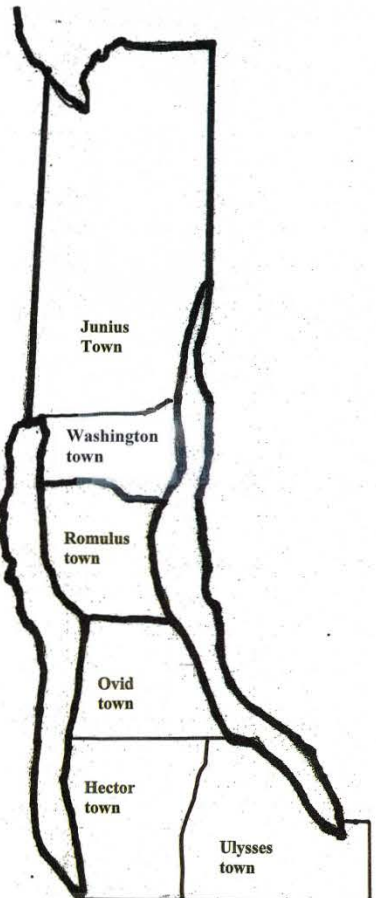 Junius
Town
Washington
town
Romulus
town
Ovid
town
Hector
town
Ulysses
town